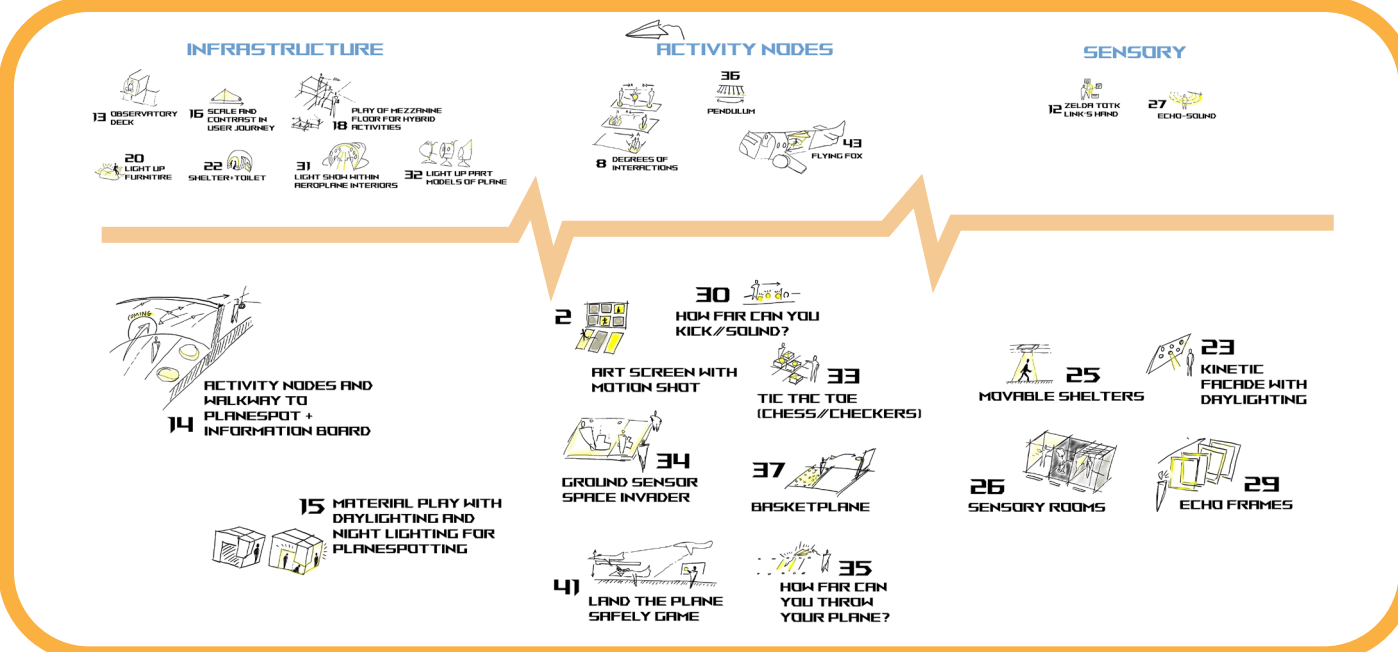 INFRASTRUCTURE
13 OBSERVATORY
DECK
16 SCALE AND
CONTRAST IN
USER JOURNEY
18 PLAY OF MEZZANINE
FLOOR FOR HYBRID
ACTIVITIES
20
LIGHT UP
FURNITIRE
22
SHELTER+TOILET
31
LIGHT SHOW WITHIN
AEROPLANE INTERIORS
32 LIGHT UP PART
MODELS OF PLANE
ACTIVITY NODES
8 DEGREES OF
INTERACTIONS
36
PENDULUM
43
FLYING FOX
SENSORY
12 ZELDA TOTK
LINK'S HAND
27
ECHO-SOUND
COMING
14 ACTIVITY NODES AND
WALKWAY TO
PLANESPOT +
INFORMATION BOARD
15 MATERIAL PLAY WITH
DAYLIGHTING AND
NIGHT LIGHTING FOR
PLANESPOTTING
2
ART SCREEN WITH
MOTION SHOT
30
HOW FAR CAN YOU
KICK//SOUND?
33
TIC TAC TOE
(CHESS//CHECKERS)
34
GROUND SENSOR
SPACE INVADER
37
BASKETPLANE
41
LAND THE PLANE
SAFELY GAME
35
HOW FAR CAN
YOU THROW
YOUR PLANE?
25
MOVABLE SHELTERS
23
KINETIC
FACADE WITH
DAYLIGHTING
26
SENSORY ROOMS
29
ECHO FRAMES